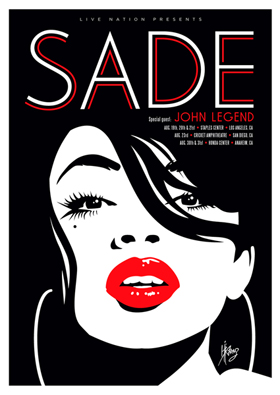 LIVE NATION PRESENTS
SADE
Special guest JOHN LEGEND
AUG. 19th, 20th & 21st • STAPLES CENTER • LOS ANGELES, CA
AUG. 23rd • CRICKET AMPHITHEATRE • SAN DIEGO, CA
AUG. 30th & 31st • HONDA CENTER • ANAHEIM, CA